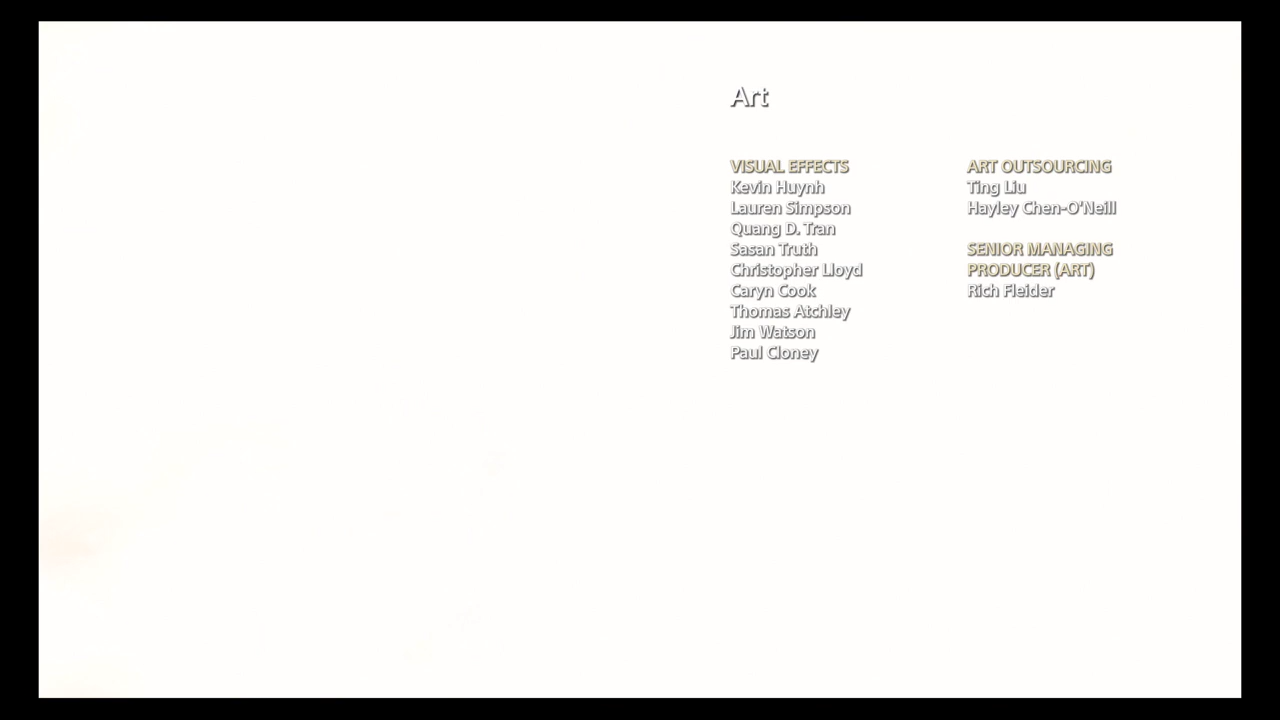 Art
VISUAL EFFECTS
Kevin Huynh
Lauren Simpson
Quang D. Tran
Sasan Truth
Christopher Lloyd
Caryn Cook
Thomas Atchley
Jim Watson
Paul Cloney
ART OUTSOURCING
Ting Liu
Hayley Chen-O'Neill
SENIOR MANAGING
PRODUCER (ART)
Rich Fleider